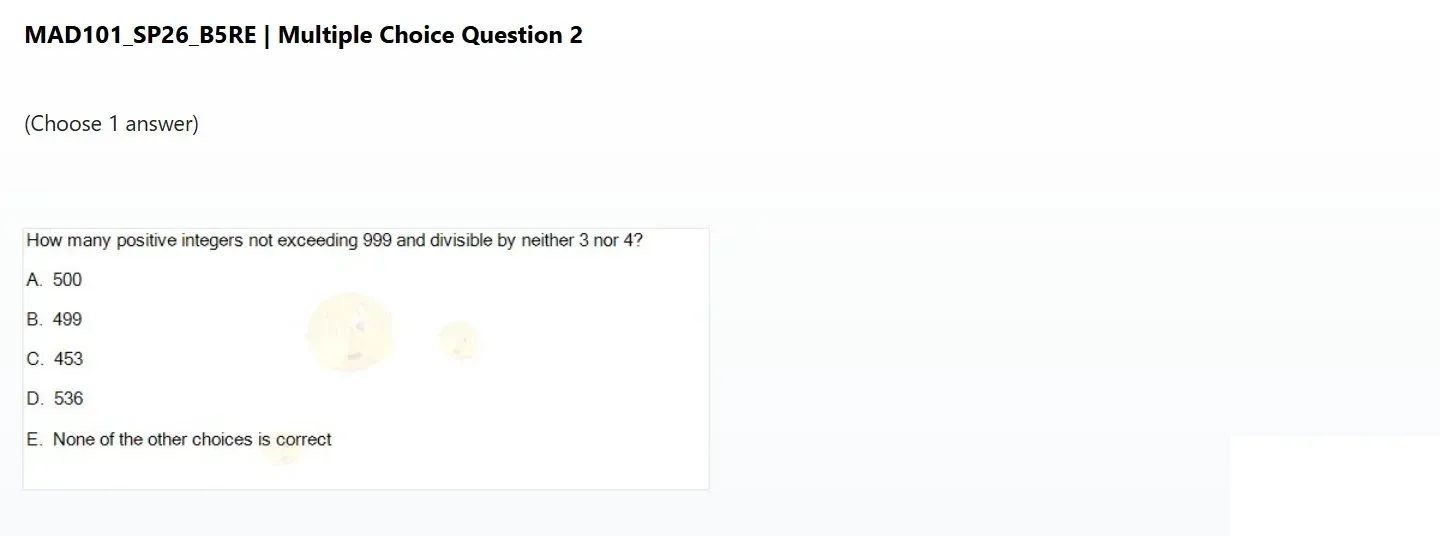 MAD101_SP26_B5RE | Multiple Choice Question 2
(Choose 1 answer)
How many positive integers not exceeding 999 and divisible by neither 3 nor 4?
A. 500
B. 499
C. 453
D. 536
E. None of the other choices is correct